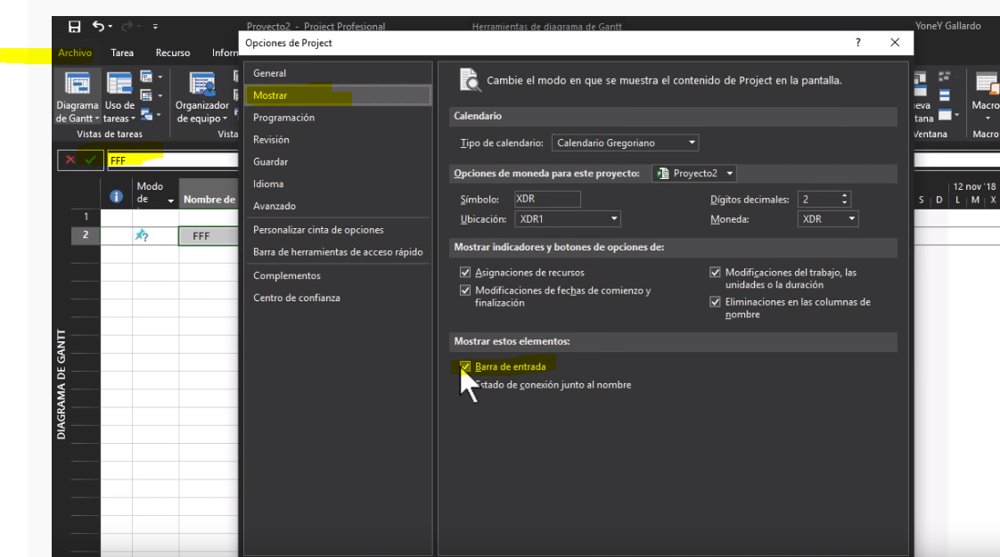 Proyecto2 - Project Profesional
Herramientas de diagrama de Gantt
YoneY Gallardo
Archivo
Tarea
Recurso
Inform
Diagrama
de Gantt
Uso de
tareas
Organizador
de equipo
Vistas de tareas
Vista
FFF
Modo
de
Nombre de
1
2
FFF
DIAGRAMA DE GANTT
Opciones de Project
?
General
Mostrar
Programación
Revisión
Guardar
Idioma
Avanzado
Personalizar cinta de opciones
Barra de herramientas de acceso rápido
Complementos
Centro de confianza
Cambie el modo en que se muestra el contenido de Project en la pantalla.
Calendario
Tipo de calendario: Calendario Gregoriano
Opciones de moneda para este proyecto: Proyecto2
Símbolo: XDR
Dígitos decimales: 2
Ubicación: XDR1
Moneda: XDR
Mostrar indicadores y botones de opciones de:
Asignaciones de recursos
Modificaciones de fechas de comienzo y
finalización
Modificaciones del trabajo, las
unidades o la duración
Eliminaciones en las columnas de
nombre
Mostrar estos elementos:
Barra de entrada
Estado de conexión junto al nombre
eva
tana
Ventana
Macro
Macro
12 nov '18
S D L M X